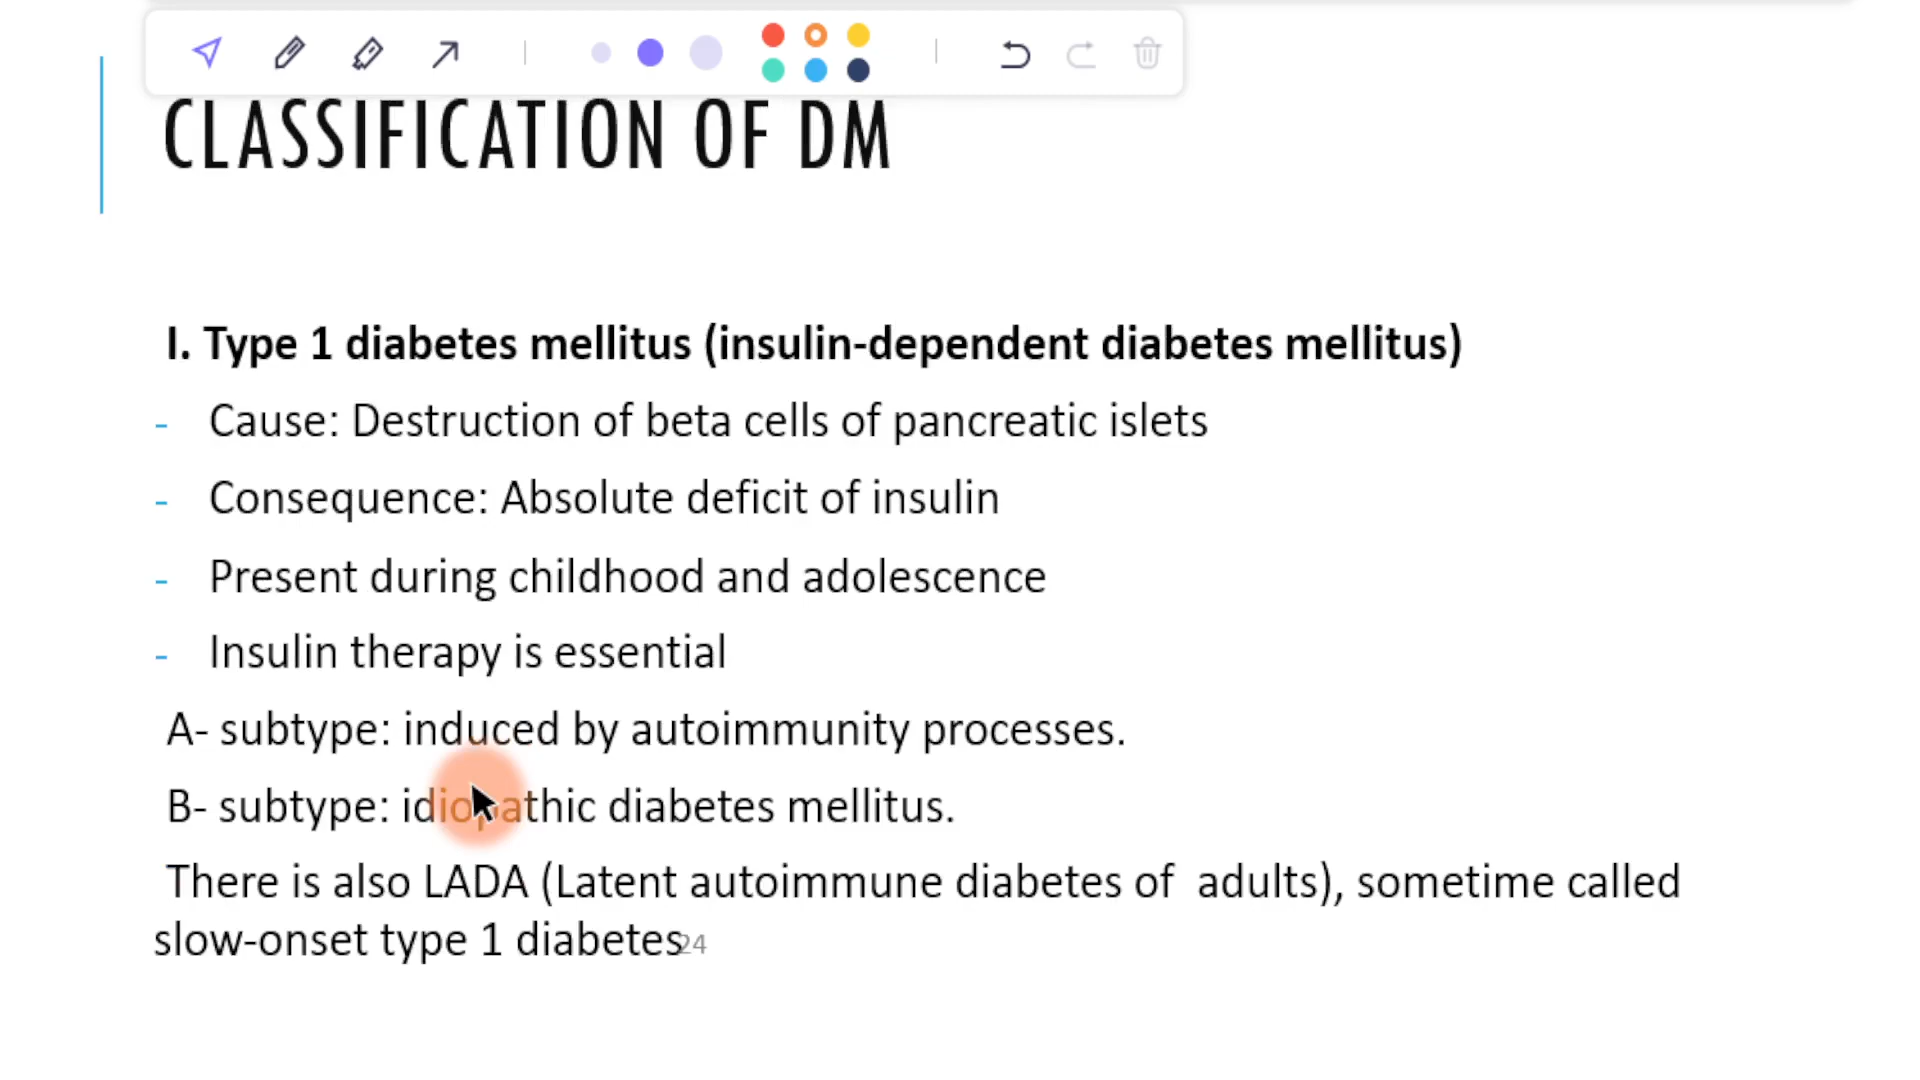 CLASSIFICATION OF DM
I. Type 1 diabetes mellitus (insulin-dependent diabetes mellitus)
- Cause: Destruction of beta cells of pancreatic islets
- Consequence: Absolute deficit of insulin
- Present during childhood and adolescence
- Insulin therapy is essential
A- subtype: induced by autoimmunity processes.
B- subtype: idiopathic diabetes mellitus.
There is also LADA (Latent autoimmune diabetes of adults), sometime called
slow-onset type 1 diabetes
24